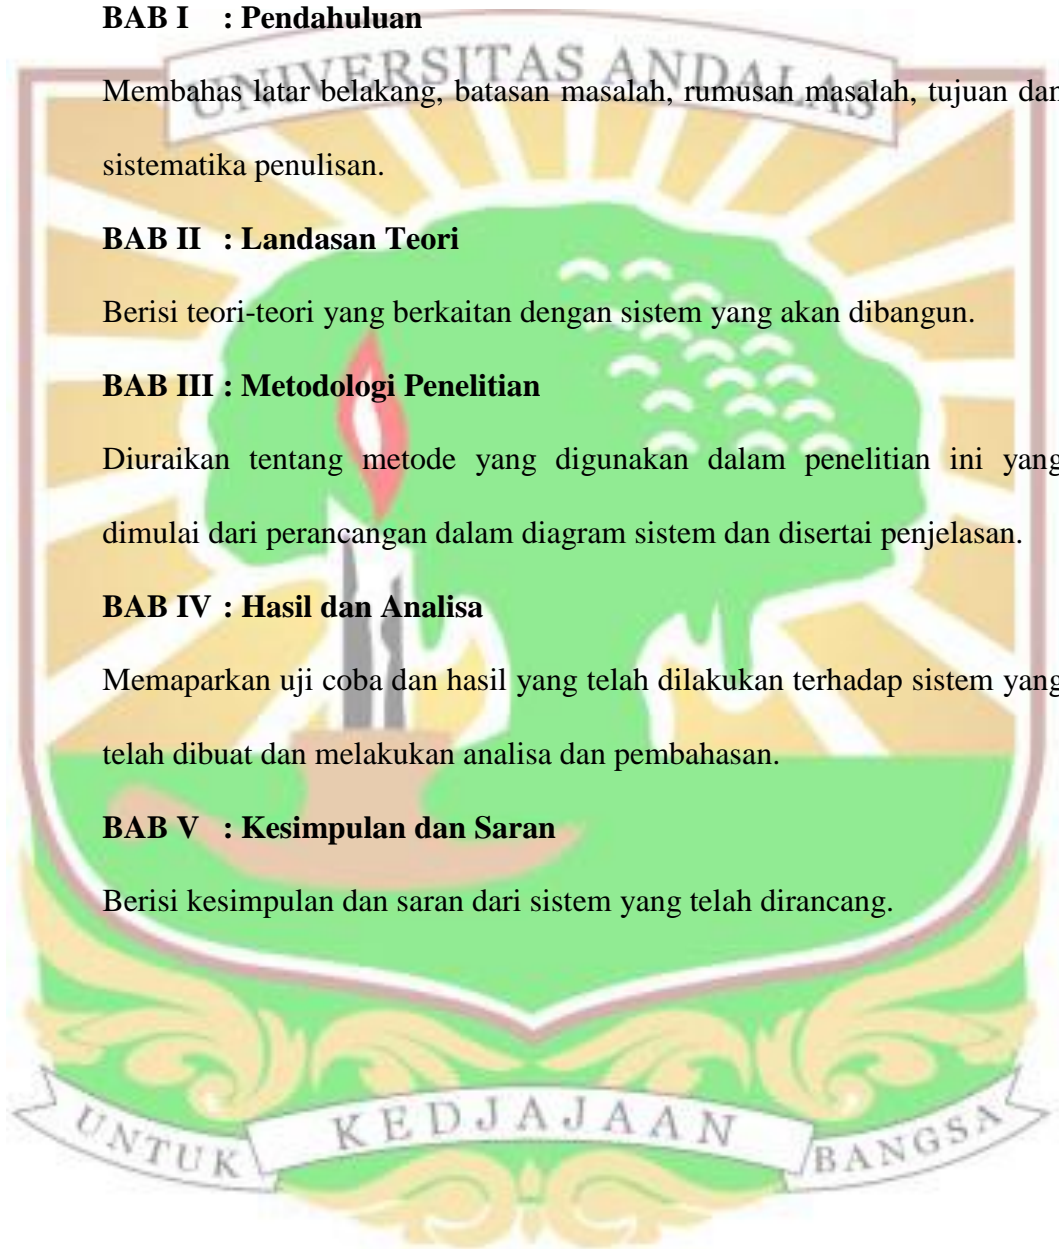 BAB I : Pendahuluan
UNIVERSITAS ANDALAS
Membahas latar belakang, batasan masalah, rumusan masalah, tujuan dan
sistematika penulisan.
BAB II : Landasan Teori
Berisi teori-teori yang berkaitan dengan sistem yang akan dibangun.
BAB III : Metodologi Penelitian
Diuraikan tentang metode yang digunakan dalam penelitian ini yang
dimulai dari perancangan dalam diagram sistem dan disertai penjelasan.
BAB IV : Hasil dan Analisa
Memaparkan uji coba dan hasil yang telah dilakukan terhadap sistem yang
telah dibuat dan melakukan analisa dan pembahasan.
BAB V : Kesimpulan dan Saran
Berisi kesimpulan dan saran dari sistem yang telah dirancang.
UNTUK KEDJAJAAN BANGSA